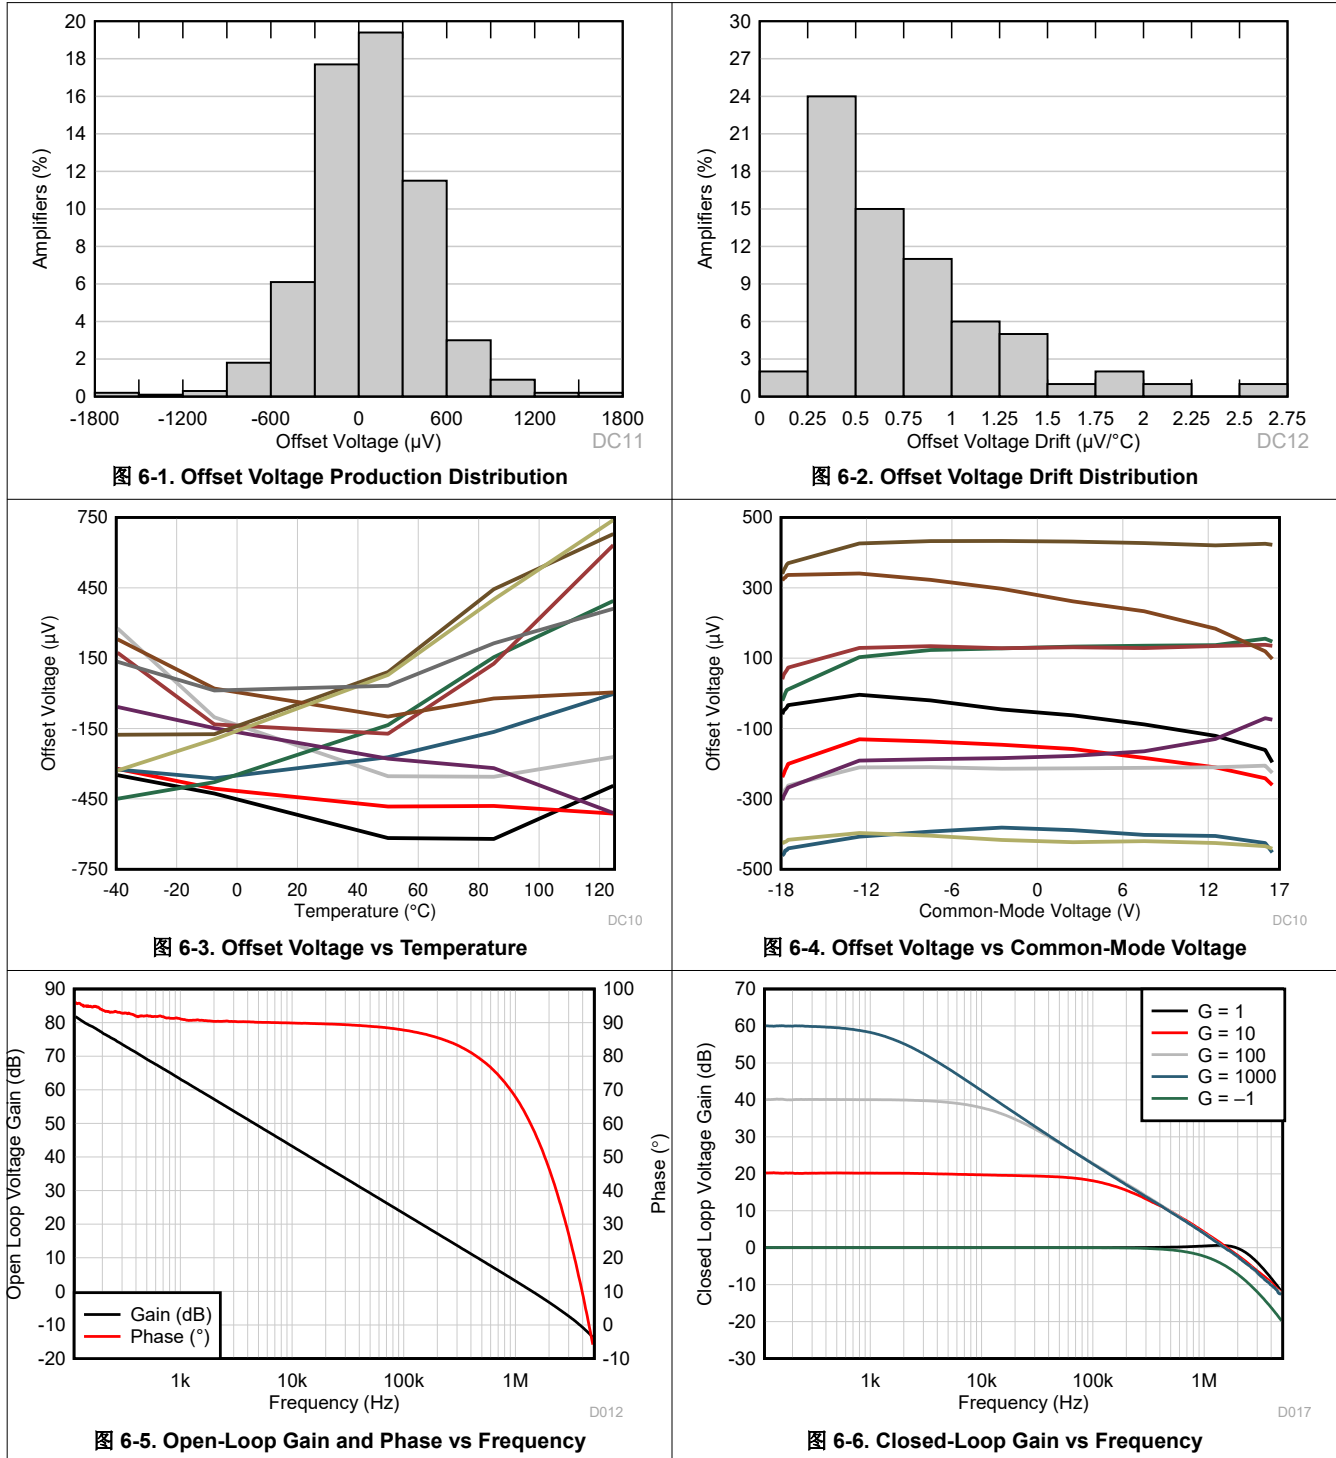 20
18
16
14
12
10
8
6
4
2
0
Amplifiers (%)
-1800 -1200 -600 0 600 1200 1800
Offset Voltage (µV)
DC11
图 6-1. Offset Voltage Production Distribution
30
27
24
21
18
15
12
9
6
3
0
Amplifiers (%)
0 0.25 0.5 0.75 1 1.25 1.5 1.75 2 2.25 2.5 2.75
Offset Voltage Drift (µV/°C)
DC12
图 6-2. Offset Voltage Drift Distribution
750
450
150
-150
-450
-750
Offset Voltage (µV)
-40 -20 0 20 40 60 80 100 120
Temperature (°C)
DC10
图 6-3. Offset Voltage vs Temperature
500
300
100
-100
-300
-500
Offset Voltage (µV)
-18 -12 -6 0 6 12 17
Common-Mode Voltage (V)
DC10
图 6-4. Offset Voltage vs Common-Mode Voltage
90
80
70
60
50
40
30
20
10
0
-10
-20
Open Loop Voltage Gain (dB)
100
90
80
70
60
50
40
30
20
10
0
-10
Phase (°)
Gain (dB)
Phase (°)
1k 10k 100k 1M
Frequency (Hz)
D012
图 6-5. Open-Loop Gain and Phase vs Frequency
70
60
50
40
30
20
10
0
-10
-20
-30
Closed Lopp Voltage Gain (dB)
G = 1
G = 10
G = 100
G = 1000
G = –1
1k 10k 100k 1M
Frequency (Hz)
D017
图 6-6. Closed-Loop Gain vs Frequency